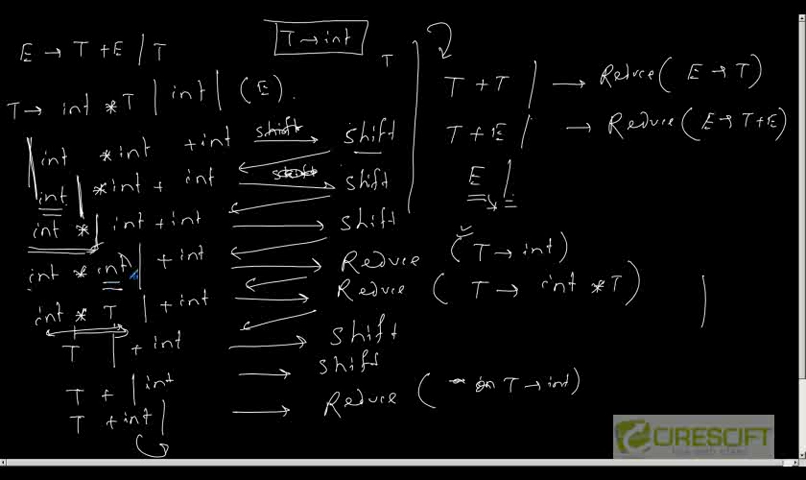 E → T + E | T
T → int
T → int * T | int | (E).
| int * int + int shift → shift
int | * int + int → shift
int * | int + int → shift
int * int | + int → Reduce (T → int)
int * T | + int → Reduce (T → int * T)
T | + int → shift
T + | int → shift
T + int | → Reduce ( T → int)
T
T + T | → Reduce (E → T)
T + E | → Reduce (E → T+E)
E |
CIRESCIFT